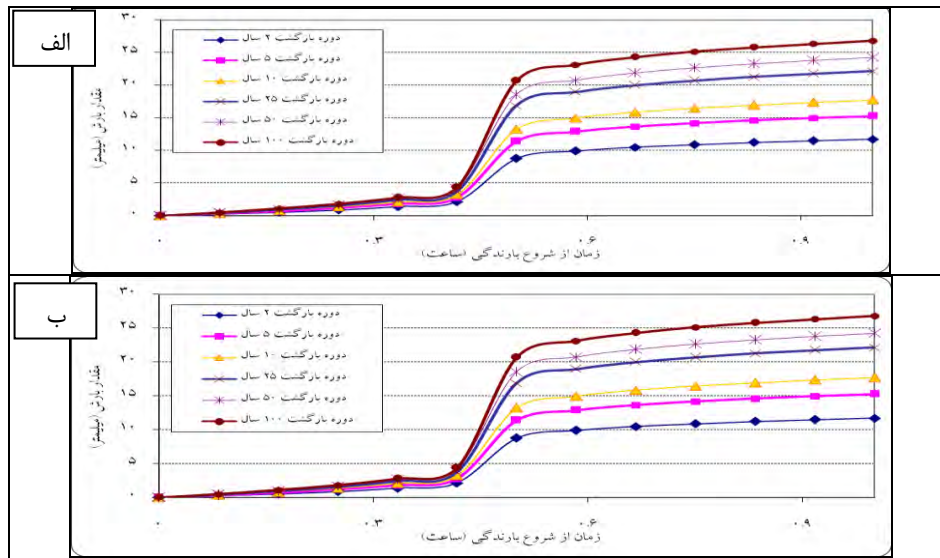 الف
۳۰
۲۵
۲۰
۱۵
۱۰
۵
۰
مقدار بارش (میلیمتر)
دوره بازگشت ۲ سال
دوره بازگشت ۵ سال
دوره بازگشت ۱۰ سال
دوره بازگشت ۲۵ سال
دوره بازگشت ۵۰ سال
دوره بازگشت ۱۰۰ سال
۰
۰.۳
۰.۶
۰.۹
زمان از شروع بارندگی (ساعت)
ب
۳۰
۲۵
۲۰
۱۵
۱۰
۵
۰
مقدار بارش (میلیمتر)
دوره بازگشت ۲ سال
دوره بازگشت ۵ سال
دوره بازگشت ۱۰ سال
دوره بازگشت ۲۵ سال
دوره بازگشت ۵۰ سال
دوره بازگشت ۱۰۰ سال
۰
۰.۳
۰.۶
۰.۹
زمان از شروع بارندگی (ساعت)